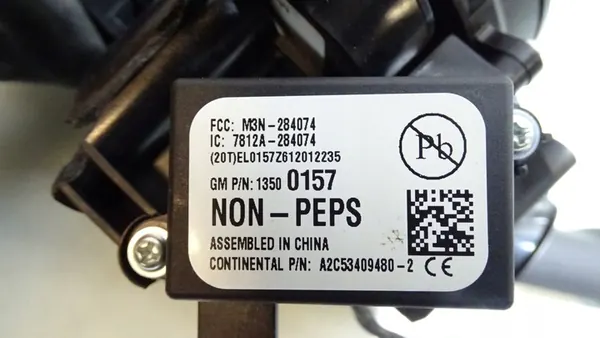 FCC: M3N-284074
IC: 7812A-284074
(20T)EL0157Z612012235
Pb
GM P/N: 1350 0157
NON-PEPS
ASSEMBLED IN CHINA
CONTINENTAL P/N: A2C53409480-2 CE